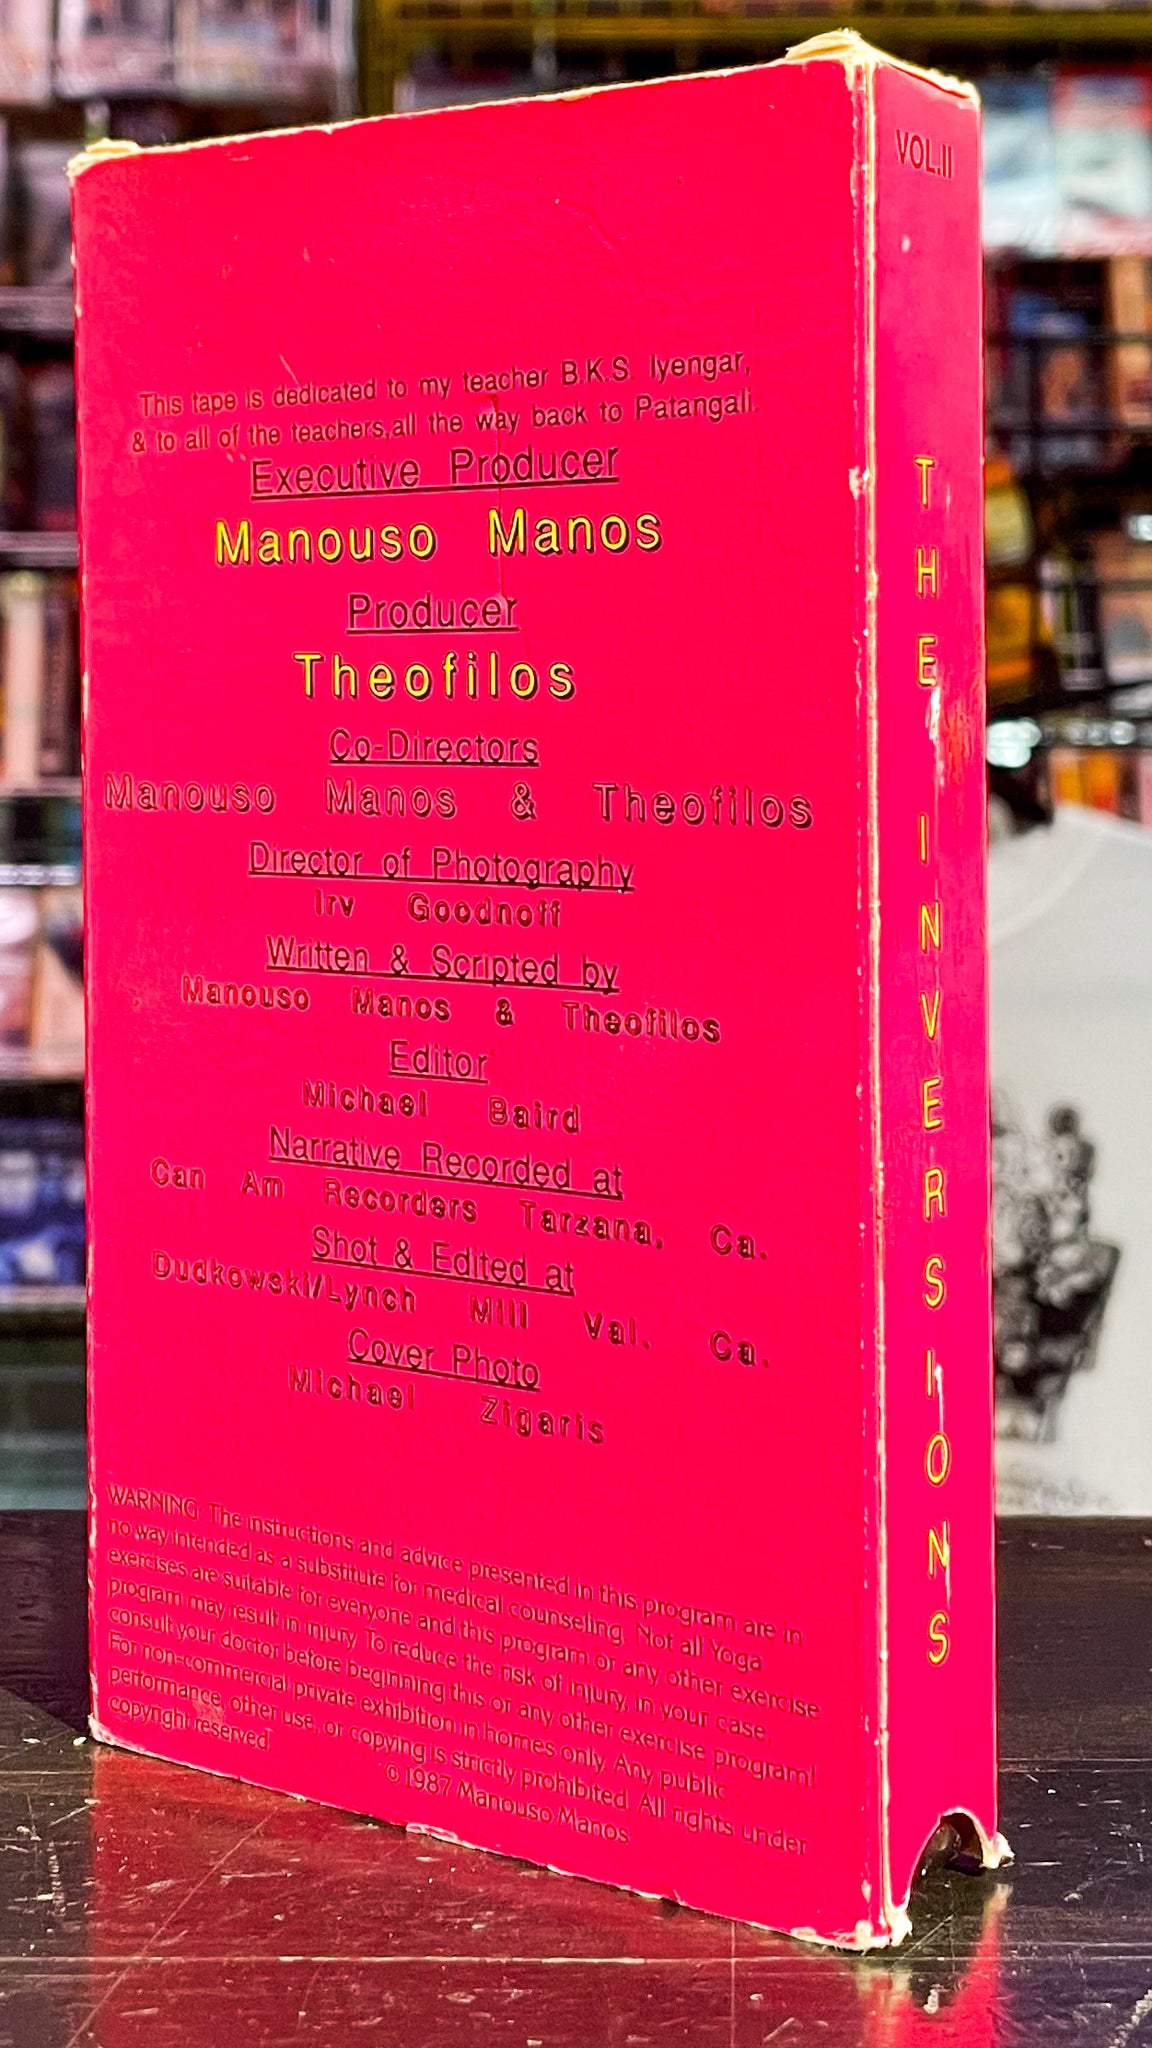 This tape is dedicated to my teacher B.K.S. Iyengar,
& to all of the teachers,all the way back to Patangali.
Executive Producer
Manouso Manos
Producer
Theofilos
Co-Directors
Manouso Manos & Theofilos
Director of Photography
Irv Goodnoff
Written & Scripted by
Manouso Manos & Theofilos
Editor
Michael Baird
Narrative Recorded at
Can Am Recorders Tarzana, Ca.
Shot & Edited at
Dudkowski/Lynch Mill Val. Ca.
Cover Photo
Michael Zigaris
WARNING: The instructions and advice presented in this program are in
no way intended as a substitute for medical counseling. Not all Yoga
exercises are suitable for everyone and this program or any other exercise
program may result in injury. To reduce the risk of injury, in your case,
consult your doctor before beginning this or any other exercise program!
For non-commercial private exhibition in homes only. Any public
performance, other use, or copying is strictly prohibited. All rights under
copyright reserved.
© 1987 Manouso Manos
VOL.II
THE INVERSIONS